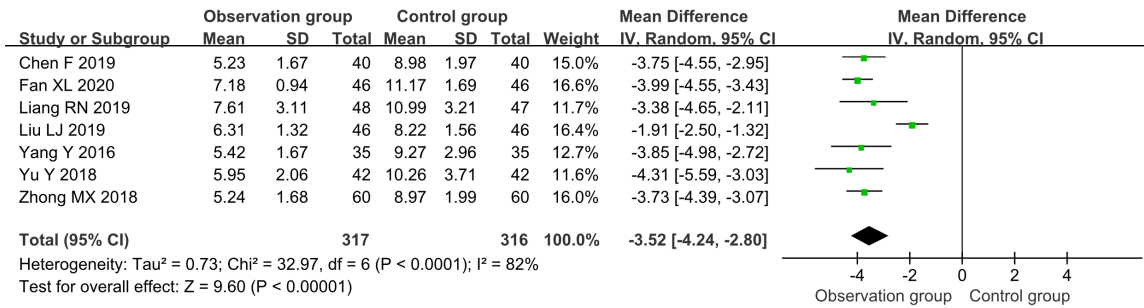 Observation group Control group Mean Difference Mean Difference
Study or Subgroup Mean SD Total Mean SD Total Weight IV, Random, 95% CI IV, Random, 95% CI
Chen F 2019 5.23 1.67 40 8.98 1.97 40 15.0% -3.75 [-4.55, -2.95]
Fan XL 2020 7.18 0.94 46 11.17 1.69 46 16.6% -3.99 [-4.55, -3.43]
Liang RN 2019 7.61 3.11 48 10.99 3.21 47 11.7% -3.38 [-4.65, -2.11]
Liu LJ 2019 6.31 1.32 46 8.22 1.56 46 16.4% -1.91 [-2.50, -1.32]
Yang Y 2016 5.42 1.67 35 9.27 2.96 35 12.7% -3.85 [-4.98, -2.72]
Yu Y 2018 5.95 2.06 42 10.26 3.71 42 11.6% -4.31 [-5.59, -3.03]
Zhong MX 2018 5.24 1.68 60 8.97 1.99 60 16.0% -3.73 [-4.39, -3.07]
Total (95% CI) 317 316 100.0% -3.52 [-4.24, -2.80]
Heterogeneity: Tau² = 0.73; Chi² = 32.97, df = 6 (P < 0.0001); I² = 82%
Test for overall effect: Z = 9.60 (P < 0.00001)
-4 -2 0 2 4
Observation group Control group